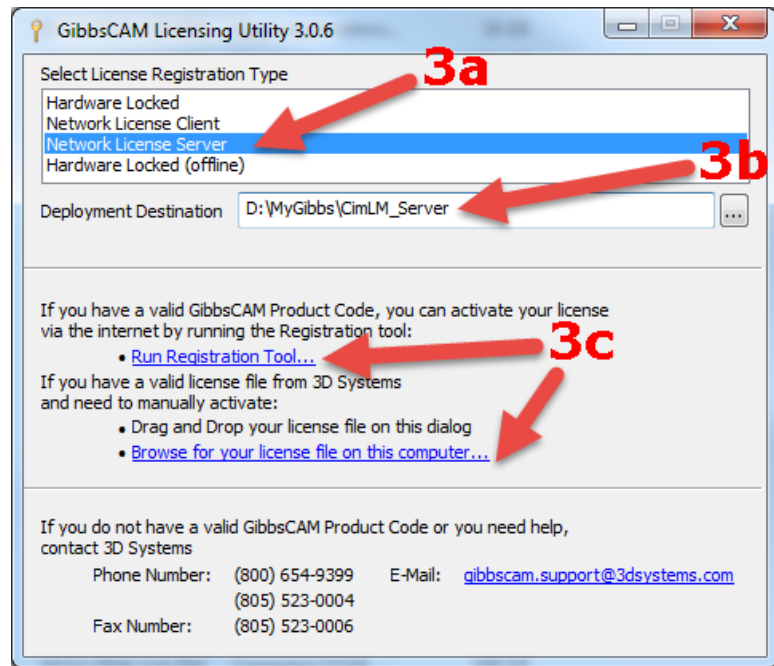 GibbsCAM Licensing Utility 3.0.6
Select License Registration Type
3a
Hardware Locked
Network License Client
Network License Server
Hardware Locked (offline)
3b
Deployment Destination D:\MyGibbs\CimLM_Server ...
If you have a valid GibbsCAM Product Code, you can activate your license
via the internet by running the Registration tool:
• Run Registration Tool...
3c
If you have a valid license file from 3D Systems
and need to manually activate:
• Drag and Drop your license file on this dialog
• Browse for your license file on this computer...
If you do not have a valid GibbsCAM Product Code or you need help,
contact 3D Systems
Phone Number: (800) 654-9399 E-Mail: gibbscam.support@3dsystems.com
(805) 523-0004
Fax Number: (805) 523-0006